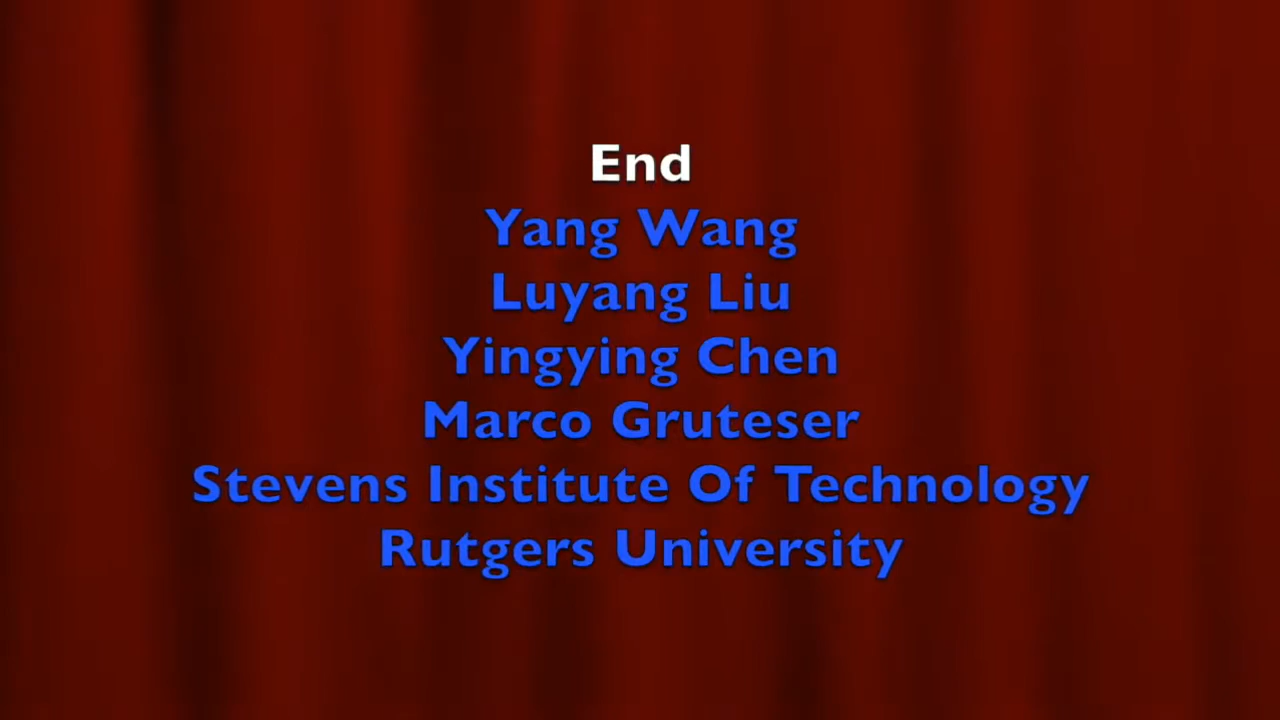 End
Yang Wang
Luyang Liu
Yingying Chen
Marco Gruteser
Stevens Institute Of Technology
Rutgers University